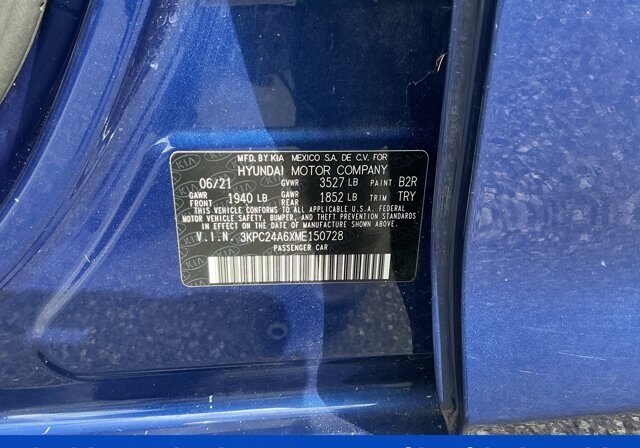 MFD. BY KIA MEXICO S.A. DE C.V. FOR
HYUNDAI MOTOR COMPANY
06/21 GVWR 3527 LB PAINT B2R
GAWR FRONT 1940 LB GAWR REAR 1852 LB TRIM TRY
THIS VEHICLE CONFORMS TO ALL APPLICABLE U.S.A. FEDERAL
MOTOR VEHICLE SAFETY, BUMPER, AND THEFT PREVENTION
STANDARDS IN EFFECT ON THE DATE OF MANUFACTURE SHOWN ABOVE.
V.I.N. 3KPC24A6XME150728
PASSENGER CAR